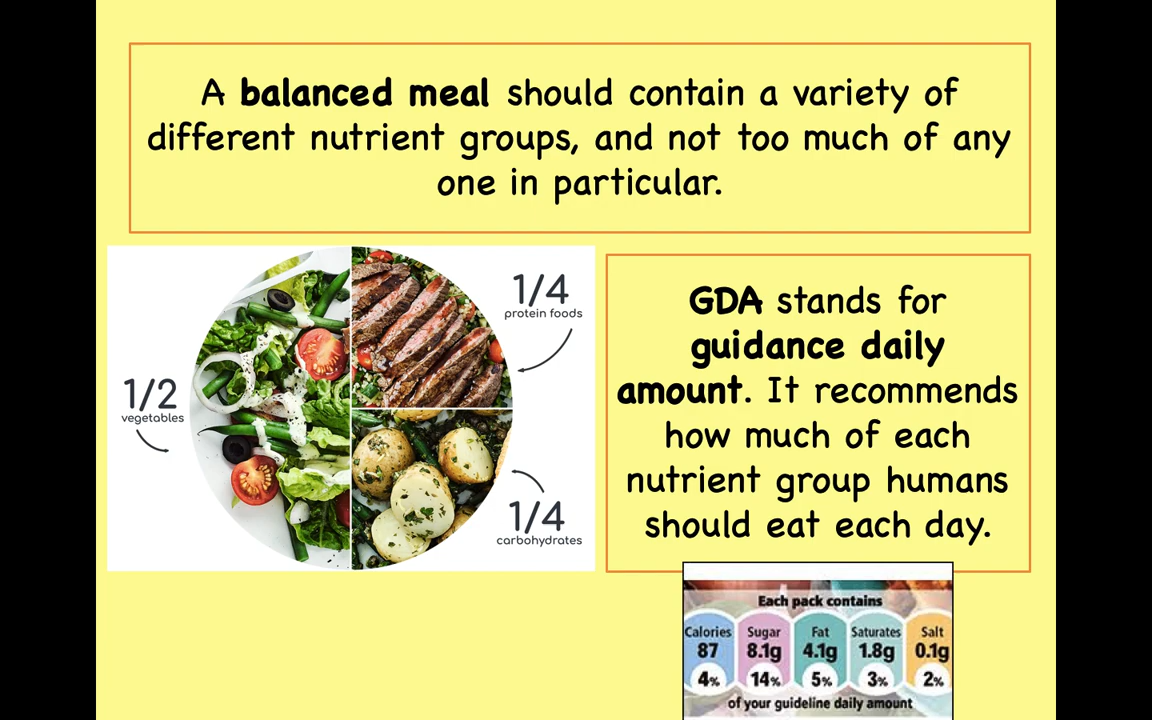 A balanced meal should contain a variety of
different nutrient groups, and not too much of any
one in particular.
1/2
vegetables
1/4
protein foods
1/4
carbohydrates
GDA stands for
guidance daily
amount. It recommends
how much of each
nutrient group humans
should eat each day.
Each pack contains
Calories Sugar Fat Saturates Salt
87 8.1g 4.1g 1.8g 0.1g
4% 14% 5% 3% 2%
of your guideline daily amount